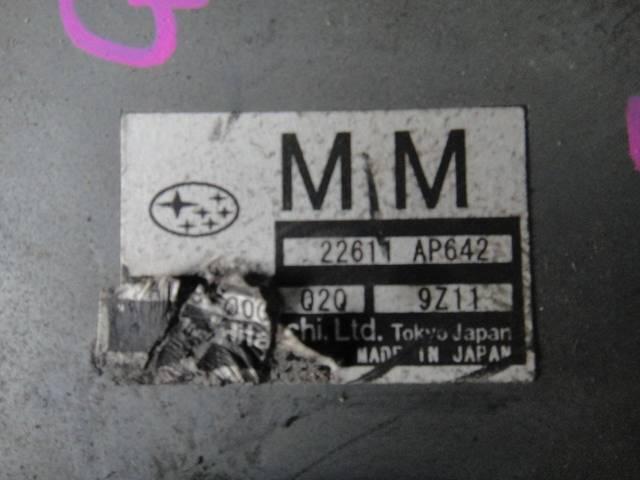 MM
22611 AP642
Q2Q 9Z11
chi, Ltd. Tokyo Japan
MADE IN JAPAN